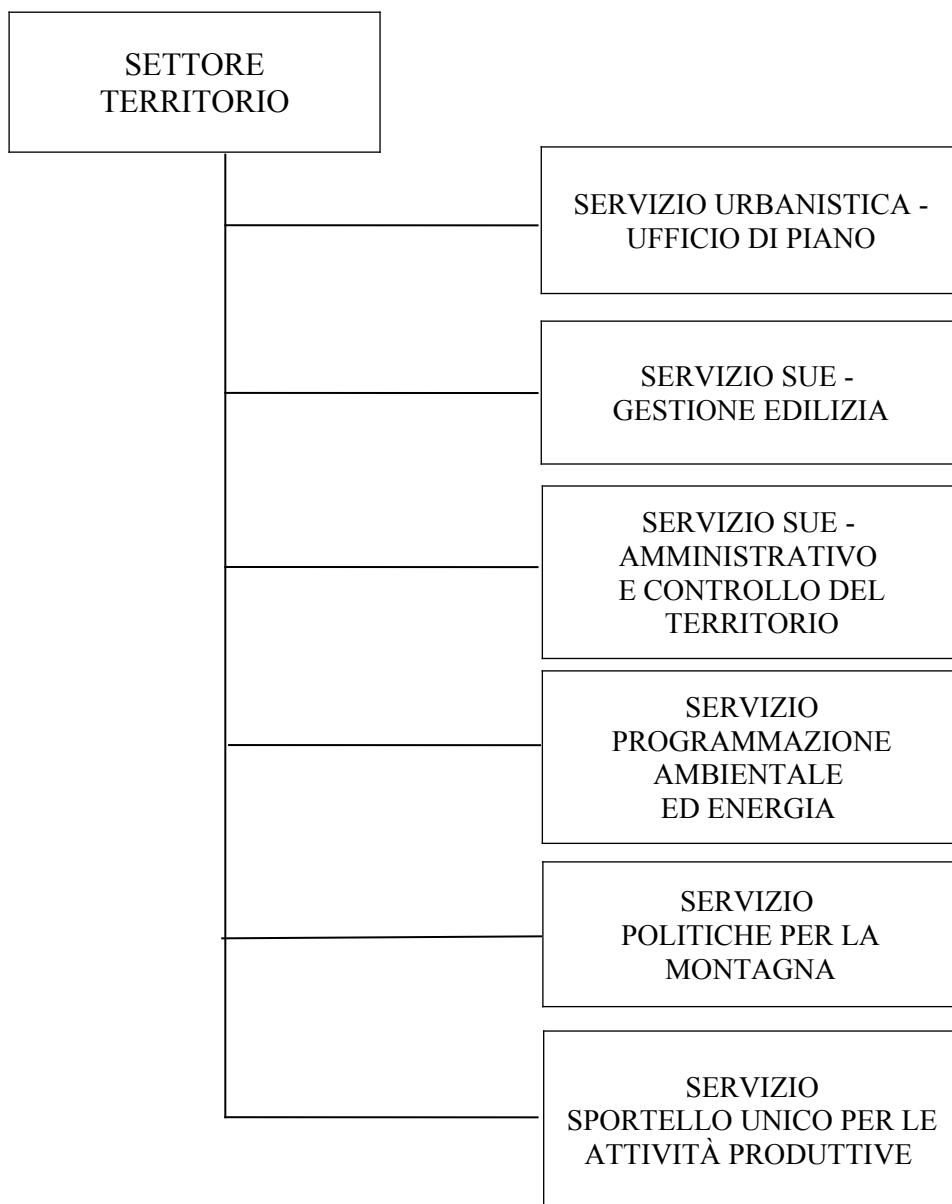 SETTORE
TERRITORIO
SERVIZIO URBANISTICA -
UFFICIO DI PIANO
SERVIZIO SUE -
GESTIONE EDILIZIA
SERVIZIO SUE -
AMMINISTRATIVO
E CONTROLLO DEL
TERRITORIO
SERVIZIO
PROGRAMMAZIONE
AMBIENTALE
ED ENERGIA
SERVIZIO
POLITICHE PER LA
MONTAGNA
SERVIZIO
SPORTELLO UNICO PER LE
ATTIVITÀ PRODUTTIVE